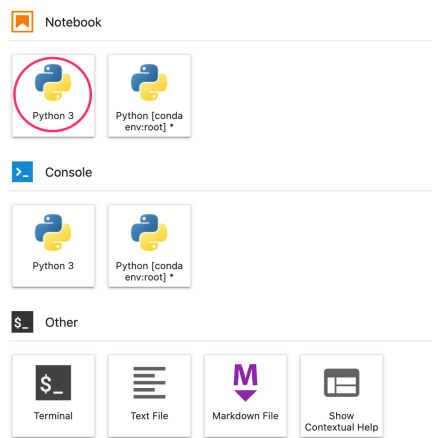 Notebook
Python 3
Python [conda
env:root] *
Console
Python 3
Python [conda
env:root] *
$_ Other
$_
Terminal
Text File
M
Markdown File
Show
Contextual Help